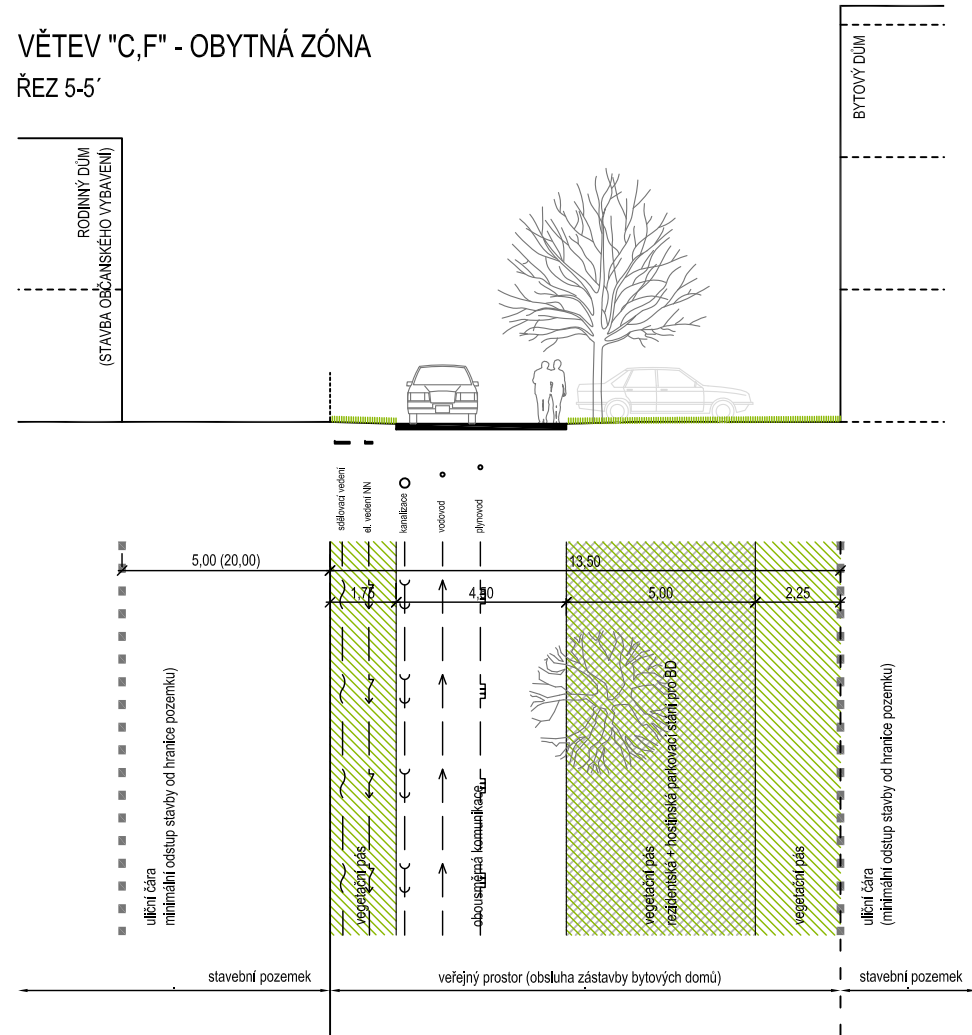 VĚTEV "C,F" - OBYTNÁ ZÓNA
ŘEZ 5-5´
RODINNÝ DŮM
(STAVBA OBČANSKÉHO VYBAVENÍ)
BYTOVÝ DŮM
sdělovací vedení
el. vedení NN
kanalizace
vodovod
plynovod
5,00 (20,00)
13,50
1,75
4,50
5,00
2,25
uliční čára
minimální odstup stavby od hranice pozemku)
vegetační pás
obousměrná komunikace
vegetační pás
rezidentská + hostinská parkovací stání pro BD
vegetační pás
uliční čára
(minimální odstup stavby od hranice pozemku)
stavební pozemek
veřejný prostor (obsluha zástavby bytových domů)
stavební pozemek